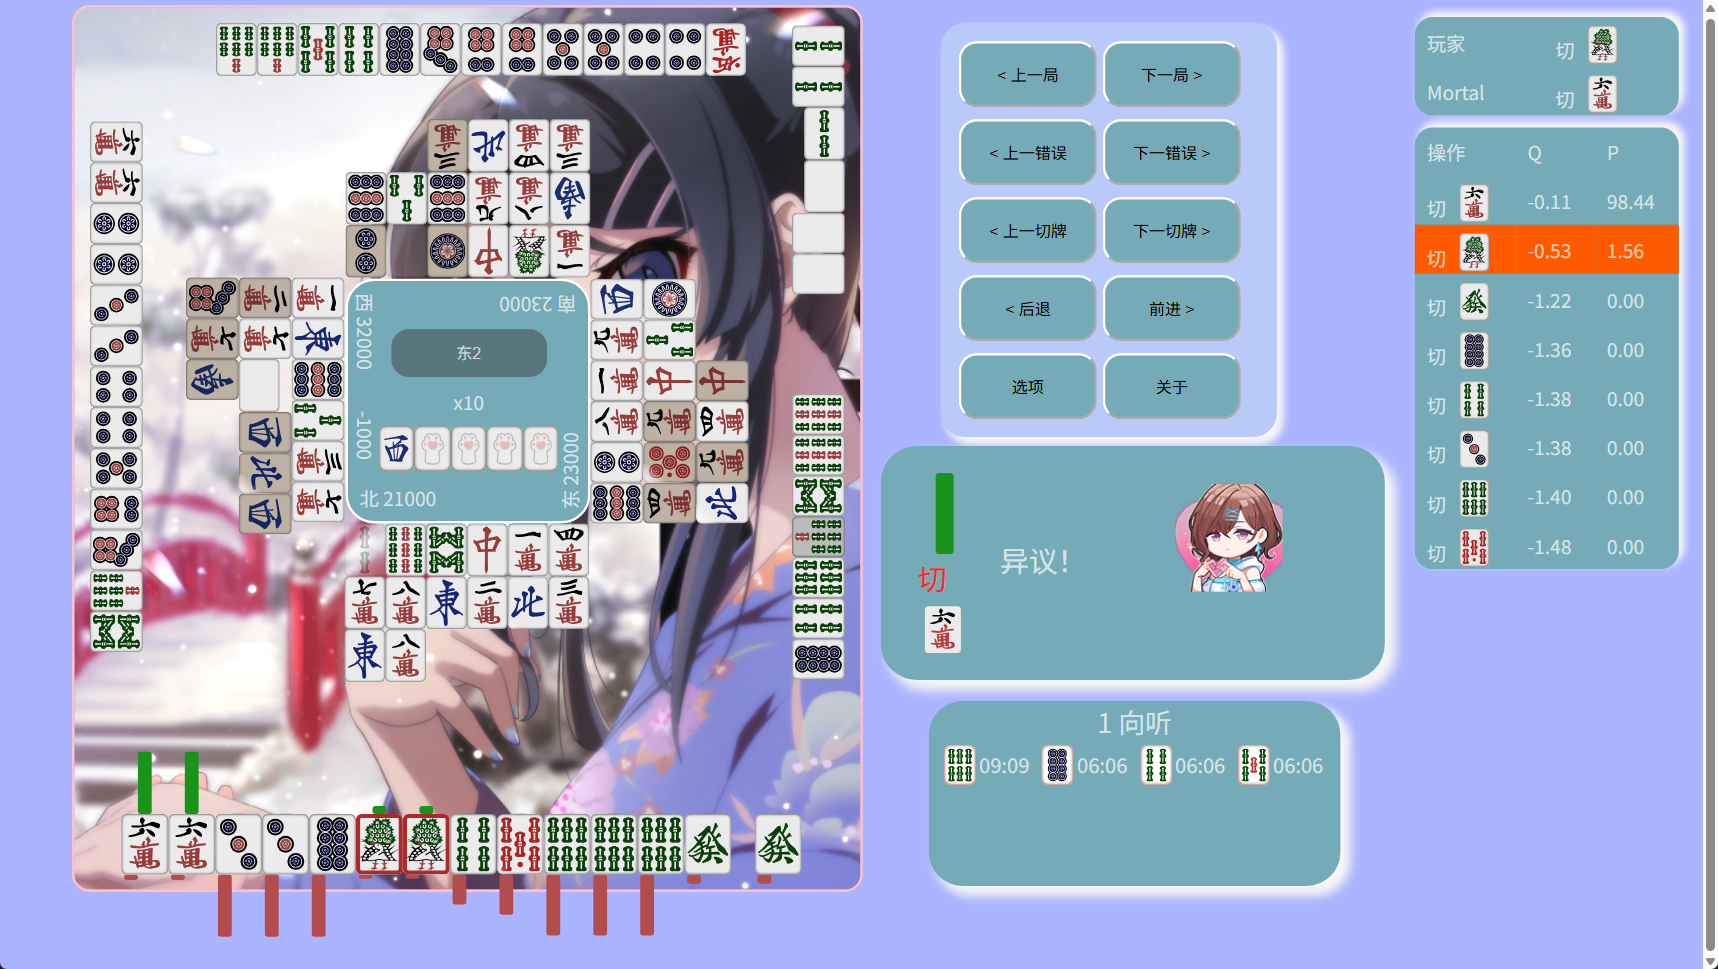 < 上一局
下一局 >
< 上一错误
下一错误 >
< 上一切牌
下一切牌 >
< 后退
前进 >
选项
关于
玩家 切
Mortal 切
操作 Q P
切 -0.11 98.44
切 -0.53 1.56
切 -1.22 0.00
切 -1.36 0.00
切 -1.38 0.00
切 -1.38 0.00
切 -1.40 0.00
切 -1.48 0.00
南 23000
西 32000
东2
x10
-1000
东 23000
北 21000
异议！
切
1 向听
09:09 06:06 06:06 06:06